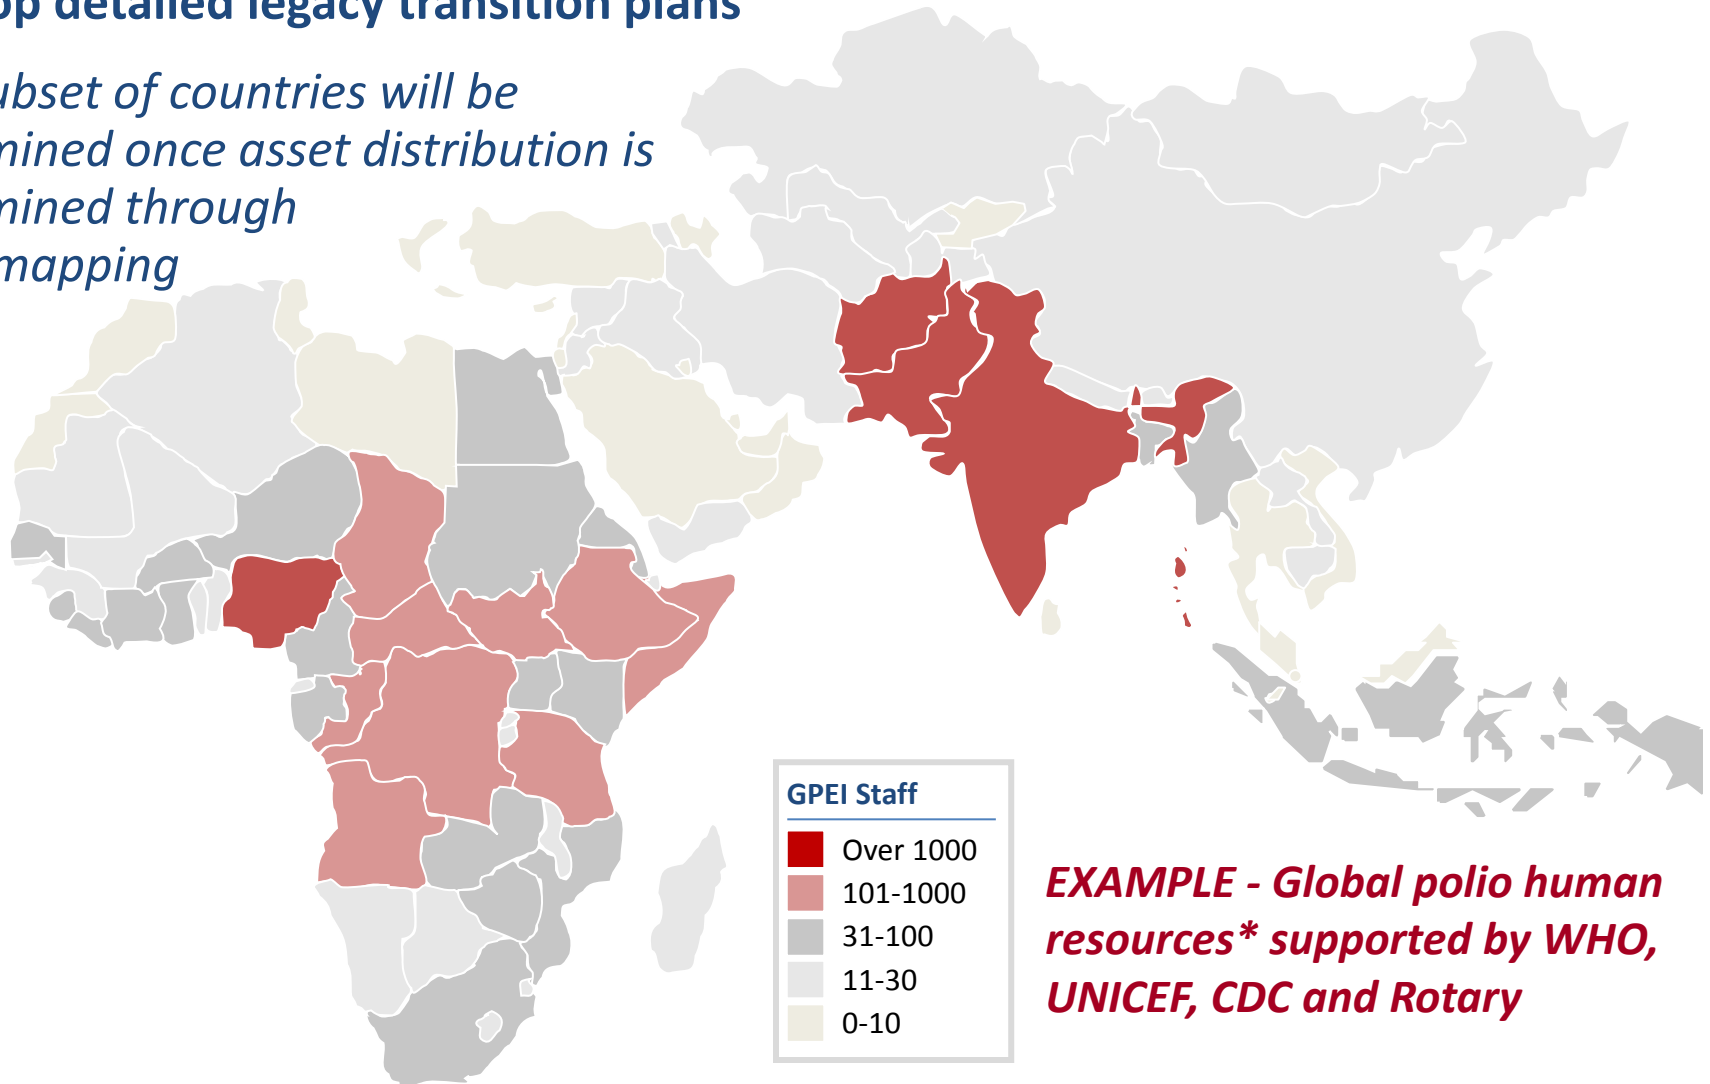 op detailed legacy transition plans
ubset of countries will be
mined once asset distribution is
mined through
mapping
GPEI Staff
Over 1000
101-1000
31-100
11-30
0-10
EXAMPLE - Global polio human
resources* supported by WHO,
UNICEF, CDC and Rotary